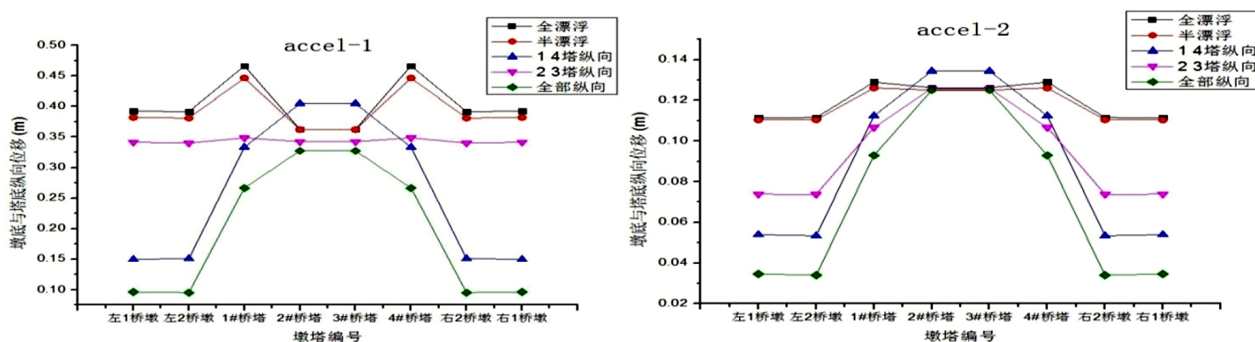 accel-1
全漂浮
半漂浮
1 4塔纵向
2 3塔纵向
全部纵向
墩底与塔底纵向位移(m)
0.50
0.45
0.40
0.35
0.30
0.25
0.20
0.15
0.10
左1桥墩 左2桥墩 1#桥塔 2#桥塔 3#桥塔 4#桥塔 右2桥墩 右1桥墩
墩塔编号
accel-2
全漂浮
半漂浮
1 4塔纵向
2 3塔纵向
全部纵向
墩底与塔底纵向位移(m)
0.14
0.12
0.10
0.08
0.06
0.04
0.02
左1桥墩 左2桥墩 1#桥塔 2#桥塔 3#桥塔 4#桥塔 右2桥墩 右1桥墩
墩塔编号